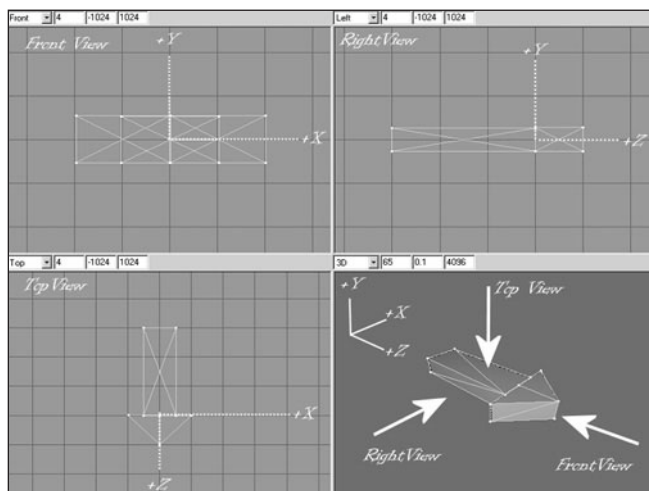 Front 4 -1024 1024
Left 4 -1024 1024
Front View
+Y
+X
Right View
+Y
+Z
Top 4 -1024 1024
3D 65 0.1 4096
Top View
+X
+Z
+Y
+X
+Z
Top View
Right View
Front View